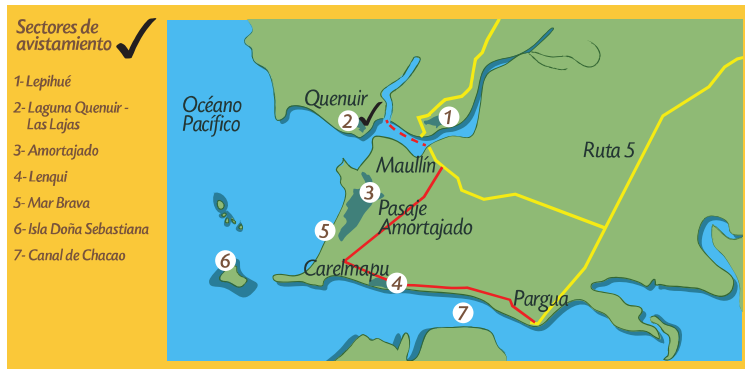 Sectores de
avistamiento
1- Lepihué
2- Laguna Quenuir -
Las Lajas
3- Amortajado
4- Lenqui
5- Mar Brava
6- Isla Doña Sebastiana
7- Canal de Chacao
Océano
Pacífico
Quenuir
2
1
Maullín
Ruta 5
3
Pasaje
Amortajado
5
6
Carelmapu
4
Pargua
7